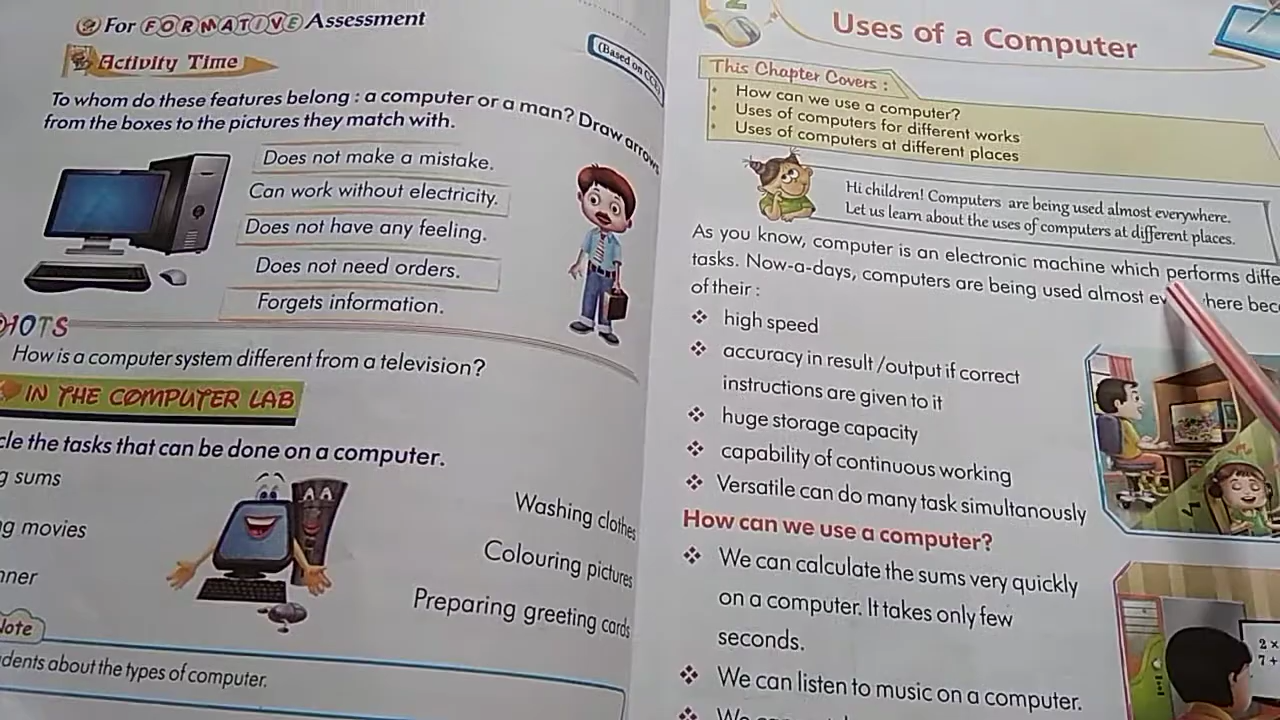 For FORMATIVE Assessment
Activity Time
(Based on CCE)
To whom do these features belong : a computer or a man? Draw arrows
from the boxes to the pictures they match with.
Does not make a mistake.
Can work without electricity.
Does not have any feeling.
Does not need orders.
Forgets information.
HOTS
How is a computer system different from a television?
IN THE COMPUTER LAB
cle the tasks that can be done on a computer.
g sums
g movies
nner
Washing clothes
Colouring pictures
Preparing greeting cards
Note
dents about the types of computer.
2
Uses of a Computer
This Chapter Covers :
• How can we use a computer?
• Uses of computers for different works
• Uses of computers at different places
Hi children! Computers are being used almost everywhere.
Let us learn about the uses of computers at different places.
As you know, computer is an electronic machine which performs diffe
tasks. Now-a-days, computers are being used almost ev here bec
of their :
❖ high speed
❖ accuracy in result /output if correct
instructions are given to it
❖ huge storage capacity
❖ capability of continuous working
❖ Versatile can do many task simultanously
How can we use a computer?
❖ We can calculate the sums very quickly
on a computer. It takes only few
seconds.
❖ We can listen to music on a computer.
❖ We
2 ×
7 +